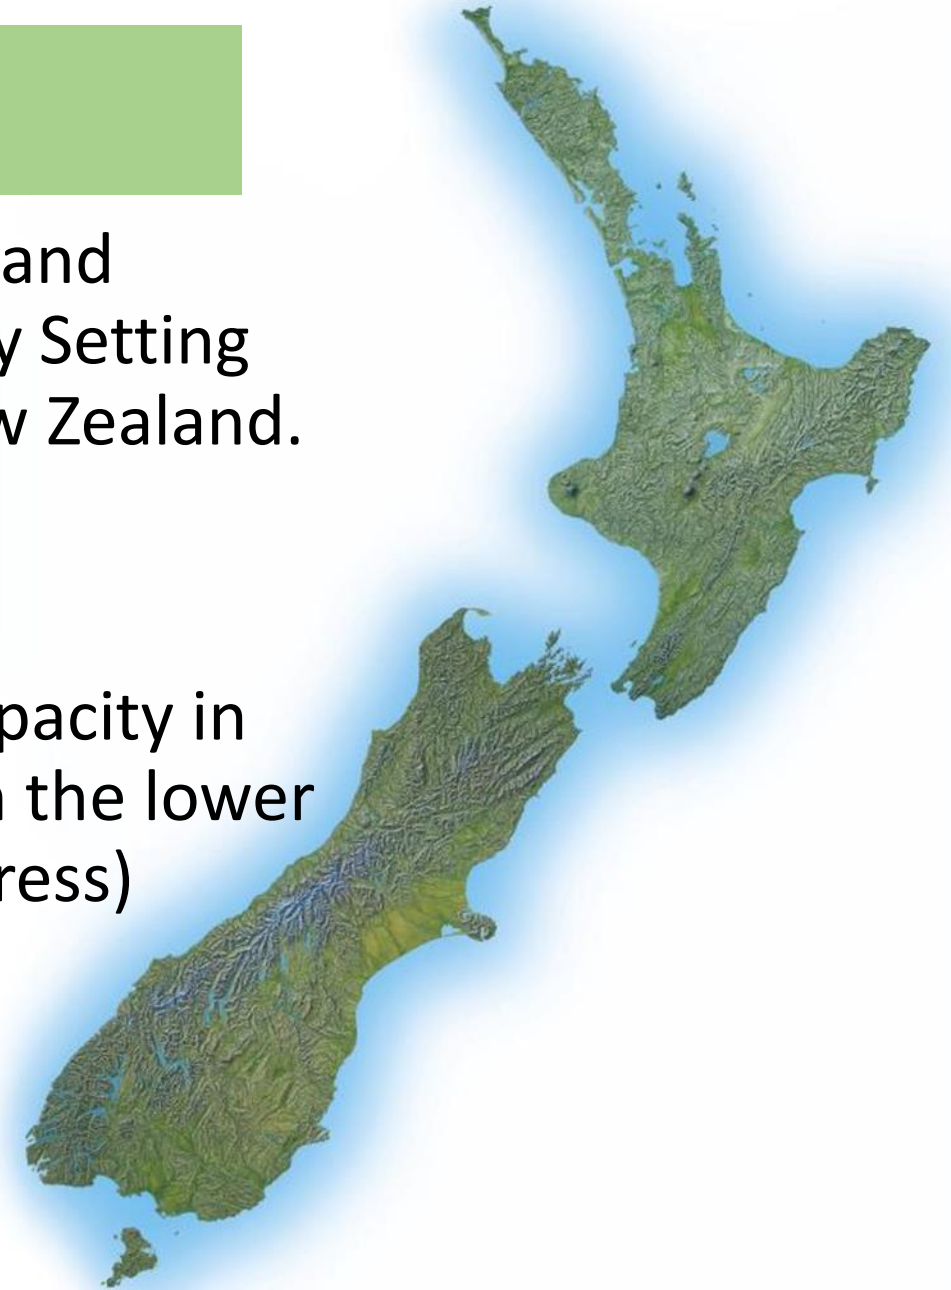 and
y Setting
w Zealand.
pacity in
the lower
ress)